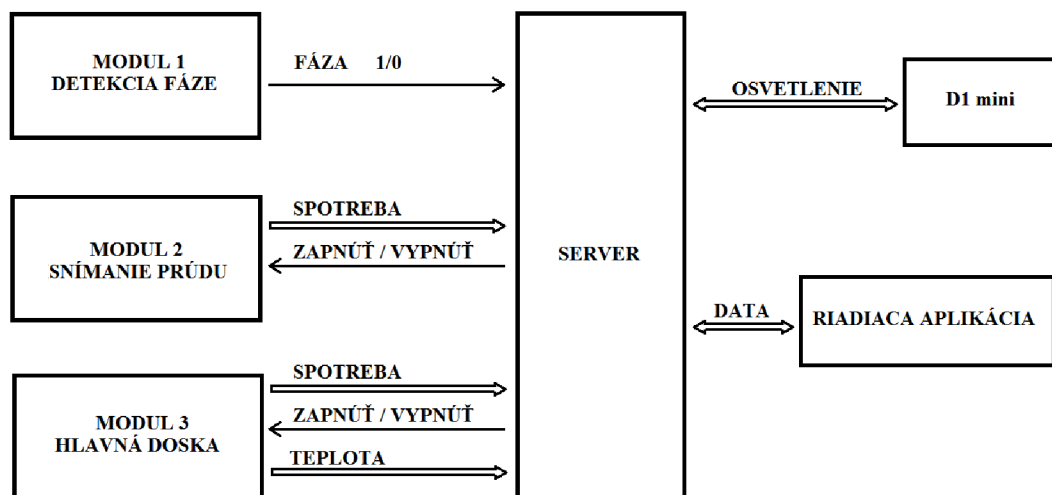 MODUL 1
DETEKCIA FÁZE
FÁZA 1/0
OSVETLENIE
D1 mini
MODUL 2
SNÍMANIE PRÚDU
SPOTREBA
ZAPNÚŤ / VYPNÚŤ
SERVER
DATA
RIADIACA APLIKÁCIA
MODUL 3
HLAVNÁ DOSKA
SPOTREBA
ZAPNÚŤ / VYPNÚŤ
TEPLOTA